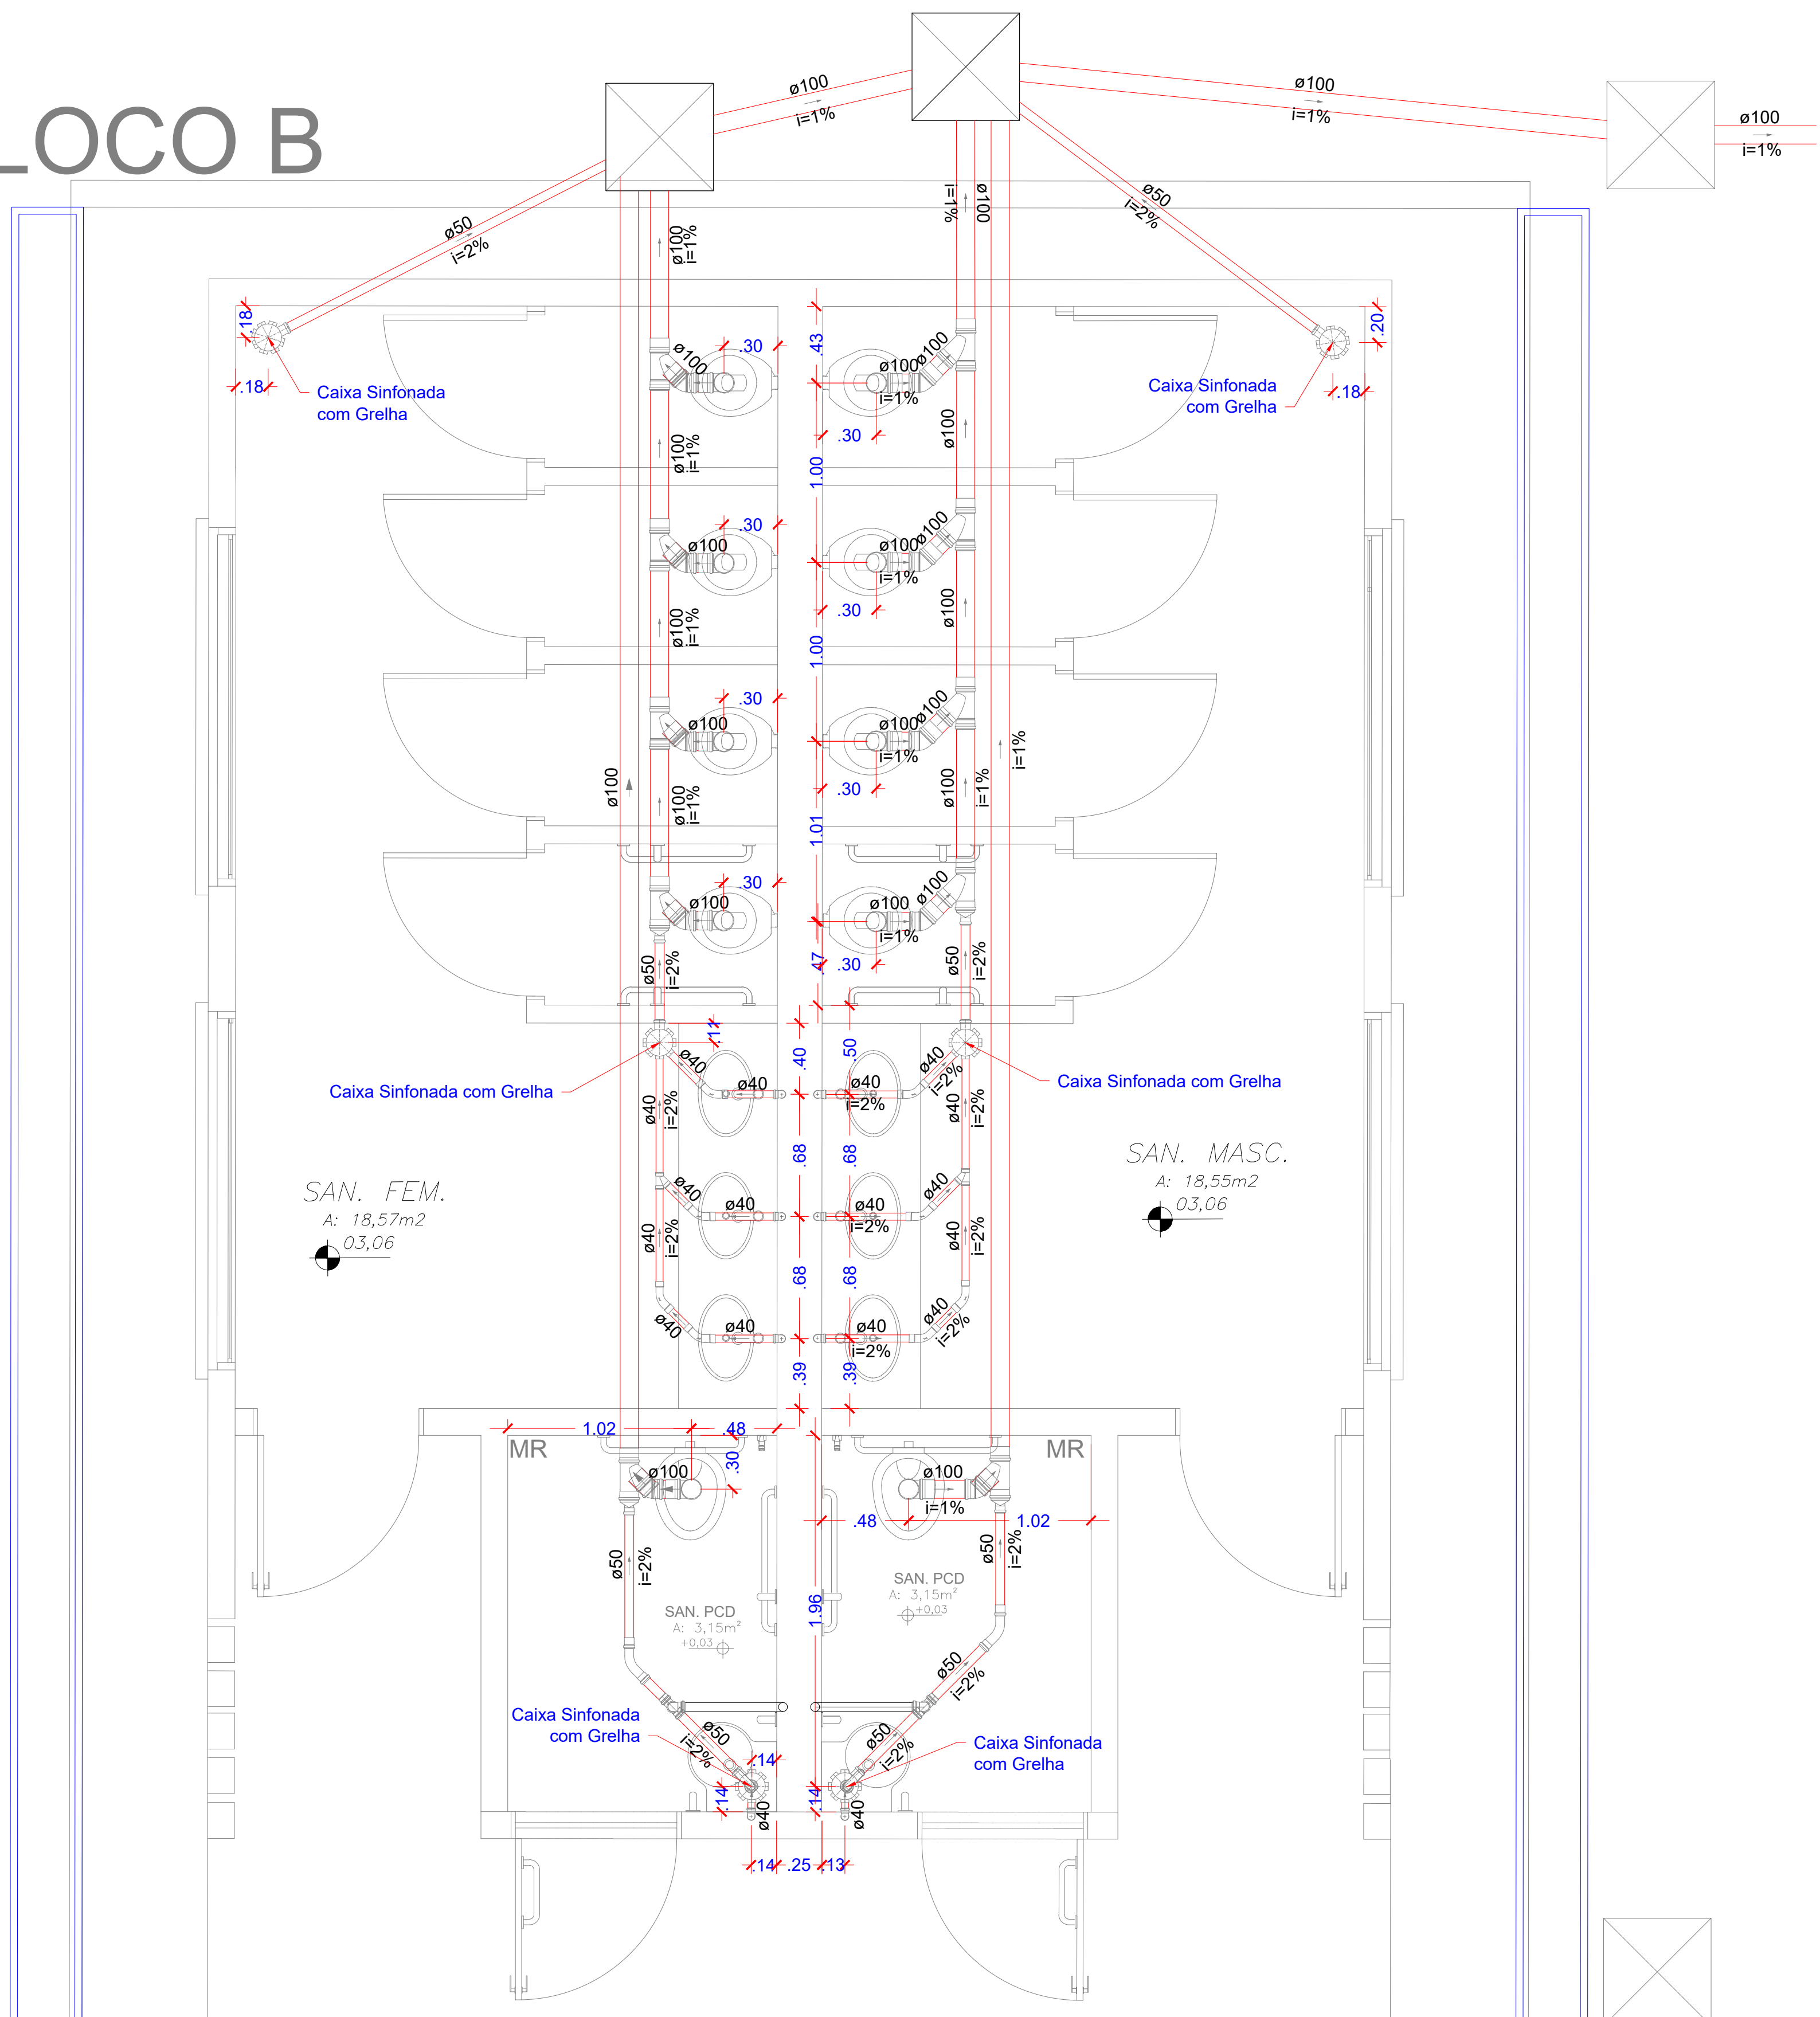 LOCO B
ø100
i=1%
ø100
i=1%
ø100
i=1%
ø50
i=2%
ø100
i=1%
i=1%
ø100
ø50
i=2%
.18
.18
Caixa Sinfonada
com Grelha
.20
.18
Caixa Sinfonada
com Grelha
ø100
.30
.43
ø100
ø100
i=1%
.30
ø100
i=1%
1.00
ø100
.30
ø100
ø100
ø100
i=1%
.30
ø100
i=1%
1.00
ø100
.30
ø100
ø100
ø100
i=1%
.30
ø100
ø100
i=1%
1.01
ø100
i=1%
i=1%
.30
ø100
ø100
ø100
i=1%
.30
.47
ø50
i=2%
ø50
i=2%
.11
.40
.50
ø40
ø40
ø40
i=2%
ø40
i=2%
Caixa Sinfonada com Grelha
Caixa Sinfonada com Grelha
ø40
i=2%
ø40
i=2%
.68
.68
SAN. FEM.
A: 18,57m2
03,06
SAN. MASC.
A: 18,55m2
03,06
ø40
ø40
ø40
i=2%
ø40
ø40
i=2%
ø40
i=2%
.68
.68
ø40
ø40
ø40
i=2%
ø40
i=2%
.39
.39
1.02
.48
.30
MR
MR
ø100
ø100
i=1%
.48
1.02
ø50
i=2%
ø50
i=2%
1.96
SAN. PCD
A: 3,15m²
+0,03
SAN. PCD
A: 3,15m²
+0,03
ø50
i=2%
Caixa Sinfonada
com Grelha
ø50
i=2%
ø50
i=2%
Caixa Sinfonada
com Grelha
.14
.14
.14
ø40
ø40
.14
.25
.13